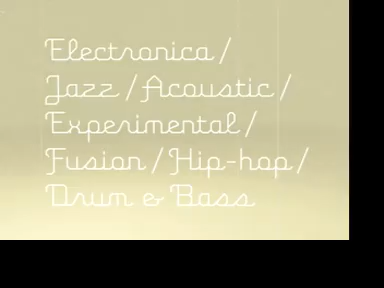 Electronica /
Jazz / Acoustic /
Experimental /
Fusion / Hip-hop /
Drum & Bass